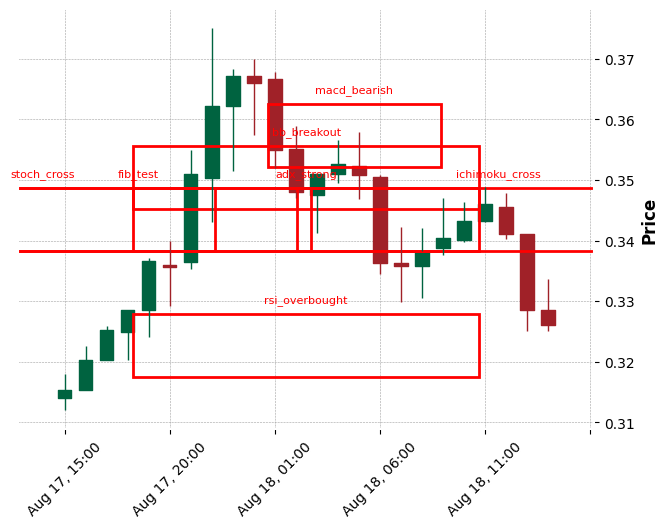 macd_bearish
stoch_cross
fib_test
ichimoku_cross
rsi_overbought
0.37
0.36
0.35
0.34
0.33
0.32
0.31
Price
Aug 17, 15:00
Aug 17, 20:00
Aug 18, 01:00
Aug 18, 06:00
Aug 18, 11:00